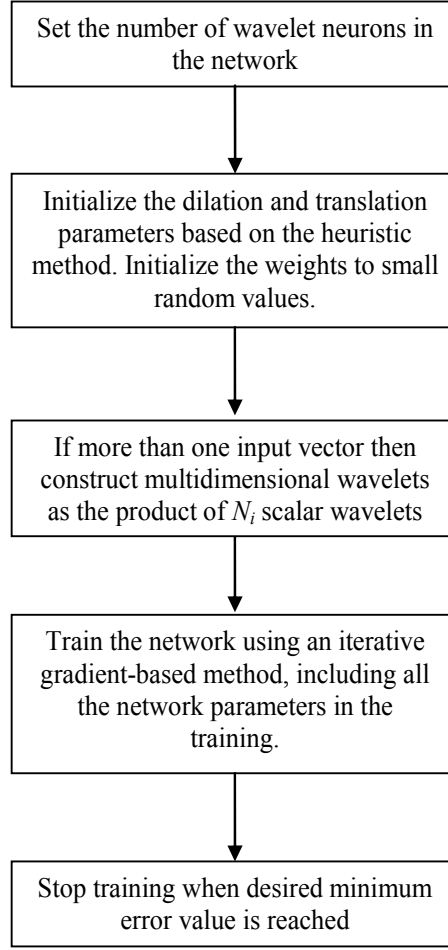 Set the number of wavelet neurons in
the network
Initialize the dilation and translation
parameters based on the heuristic
method. Initialize the weights to small
random values.
If more than one input vector then
construct multidimensional wavelets
as the product of Nᵢ scalar wavelets
Train the network using an iterative
gradient-based method, including all
the network parameters in the
training.
Stop training when desired minimum
error value is reached